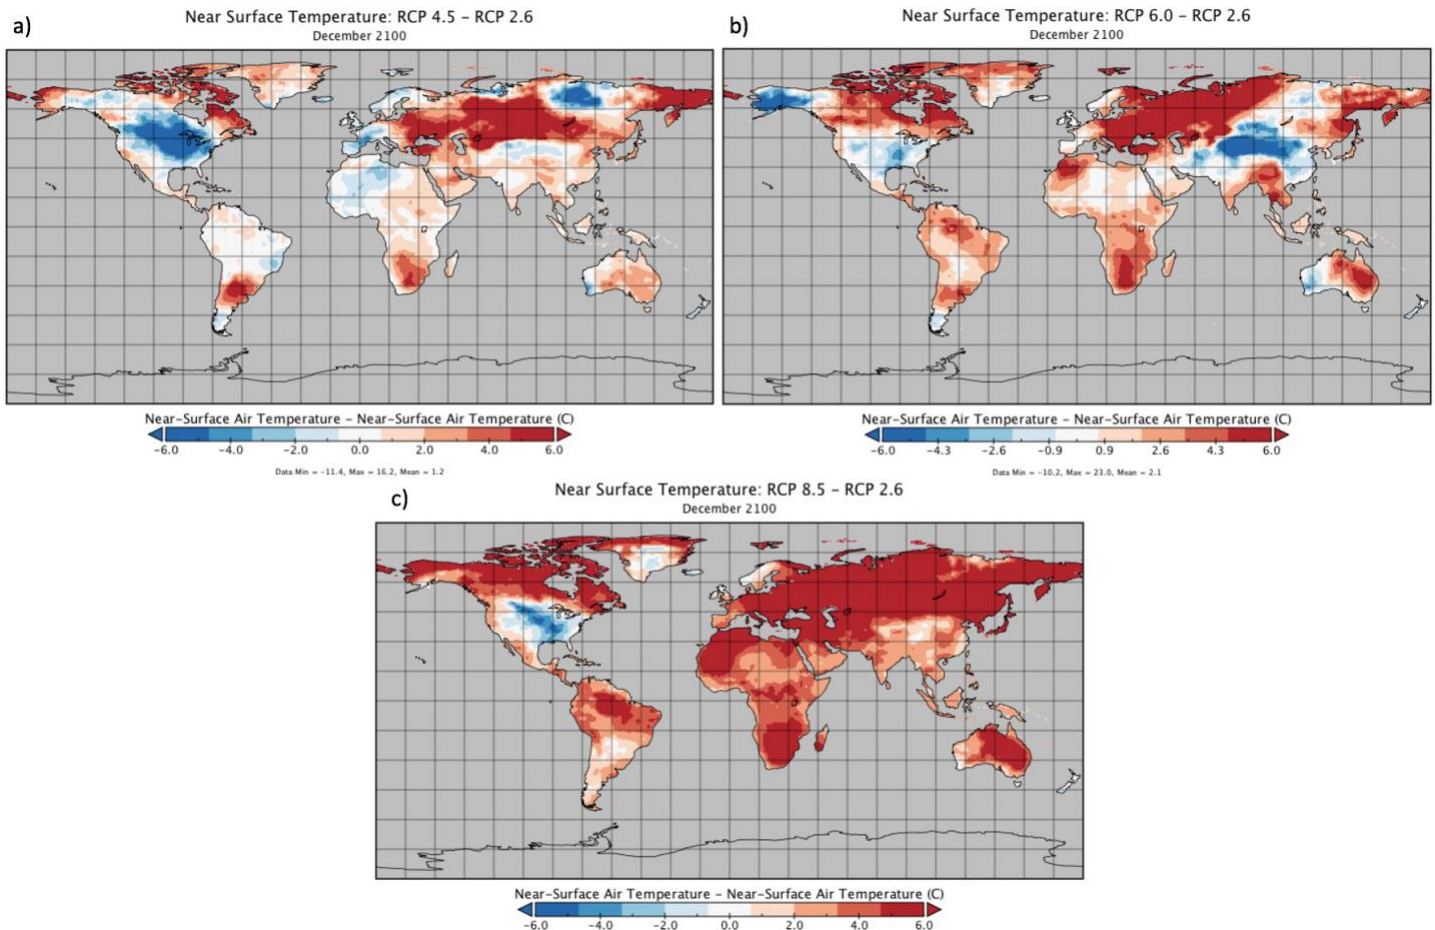 a)
Near Surface Temperature: RCP 4.5 – RCP 2.6
December 2100
Near-Surface Air Temperature – Near-Surface Air Temperature (C)
-6.0 -4.0 -2.0 0.0 2.0 4.0 6.0
Data Min = -11.4, Max = 16.2, Mean = 1.2
b)
Near Surface Temperature: RCP 6.0 – RCP 2.6
December 2100
Near-Surface Air Temperature – Near-Surface Air Temperature (C)
-6.0 -4.3 -2.6 -0.9 0.9 2.6 4.3 6.0
Data Min = -10.2, Max = 23.0, Mean = 2.1
c)
Near Surface Temperature: RCP 8.5 – RCP 2.6
December 2100
Near-Surface Air Temperature – Near-Surface Air Temperature (C)
-6.0 -4.0 -2.0 0.0 2.0 4.0 6.0